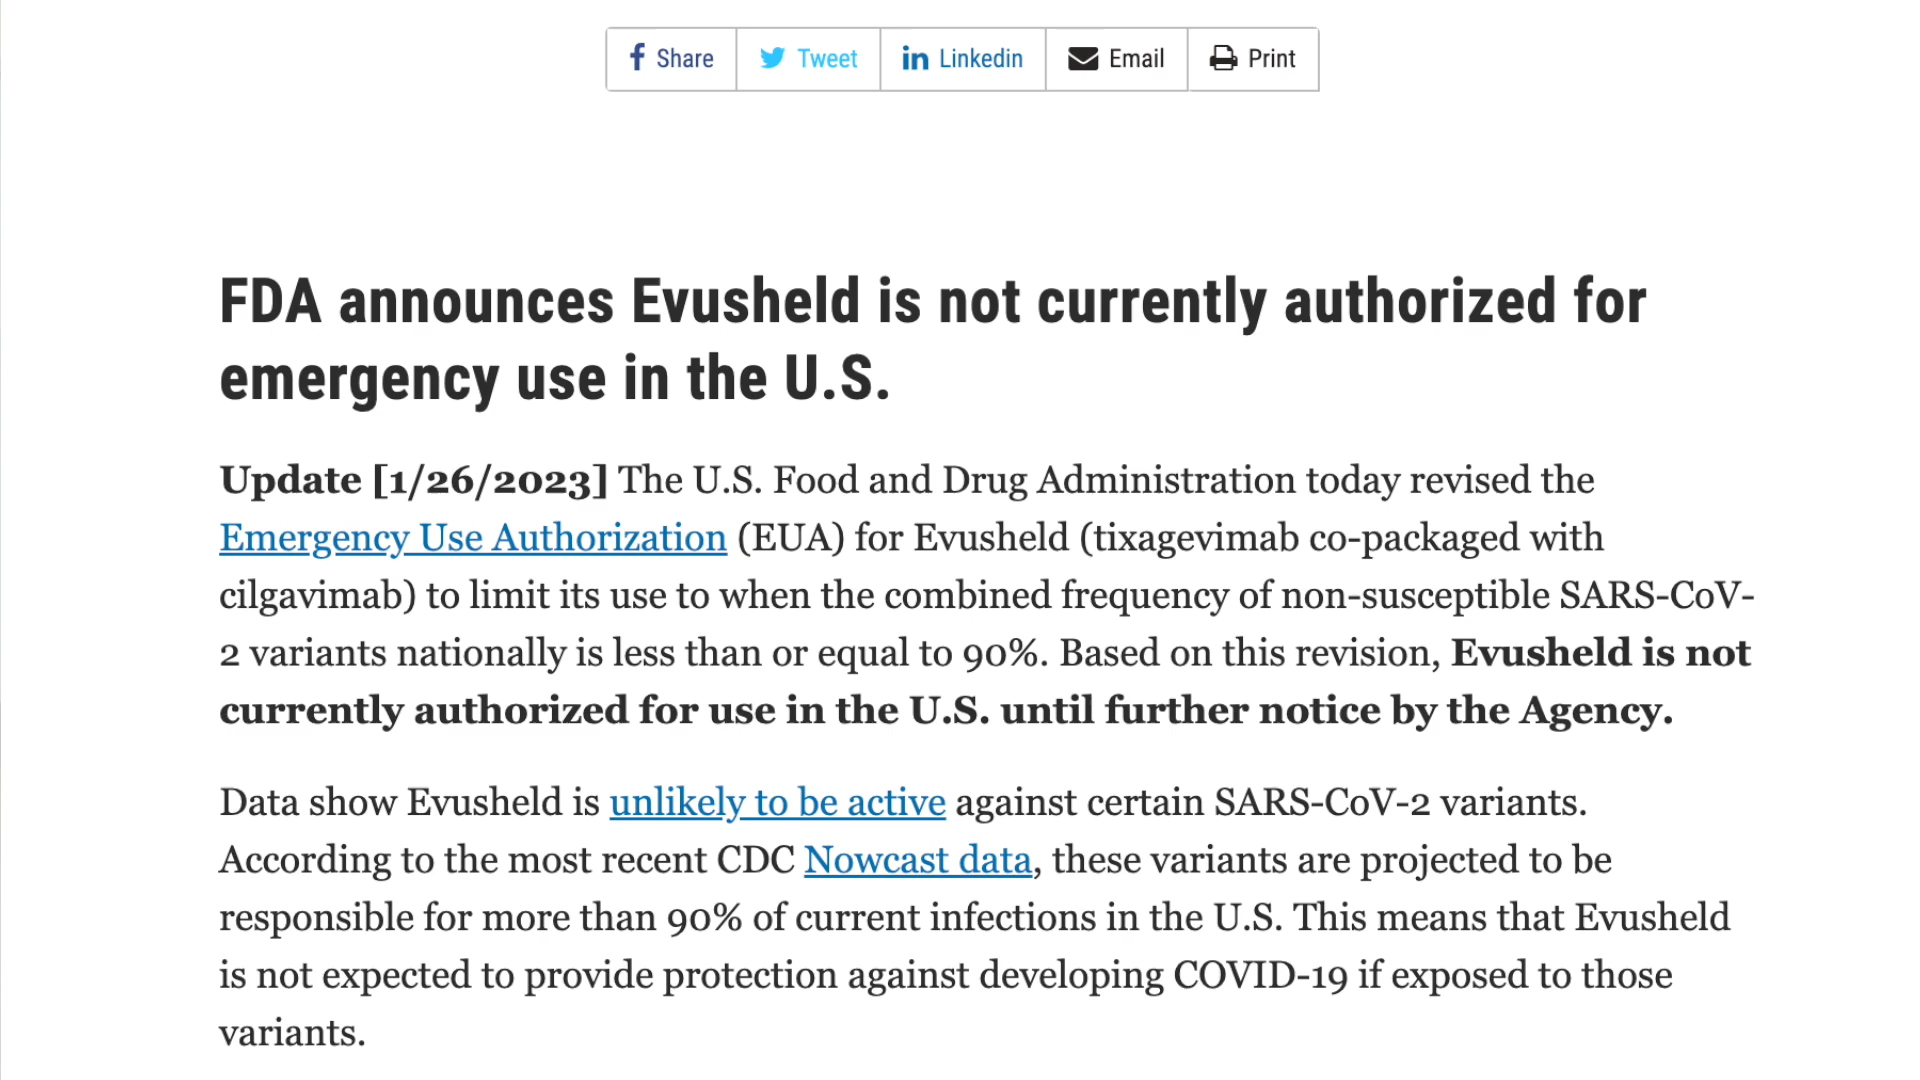 Share Tweet Linkedin Email Print
FDA announces Evusheld is not currently authorized for
emergency use in the U.S.
Update [1/26/2023] The U.S. Food and Drug Administration today revised the
Emergency Use Authorization (EUA) for Evusheld (tixagevimab co-packaged with
cilgavimab) to limit its use to when the combined frequency of non-susceptible SARS-CoV-
2 variants nationally is less than or equal to 90%. Based on this revision, Evusheld is not
currently authorized for use in the U.S. until further notice by the Agency.
Data show Evusheld is unlikely to be active against certain SARS-CoV-2 variants.
According to the most recent CDC Nowcast data, these variants are projected to be
responsible for more than 90% of current infections in the U.S. This means that Evusheld
is not expected to provide protection against developing COVID-19 if exposed to those
variants.